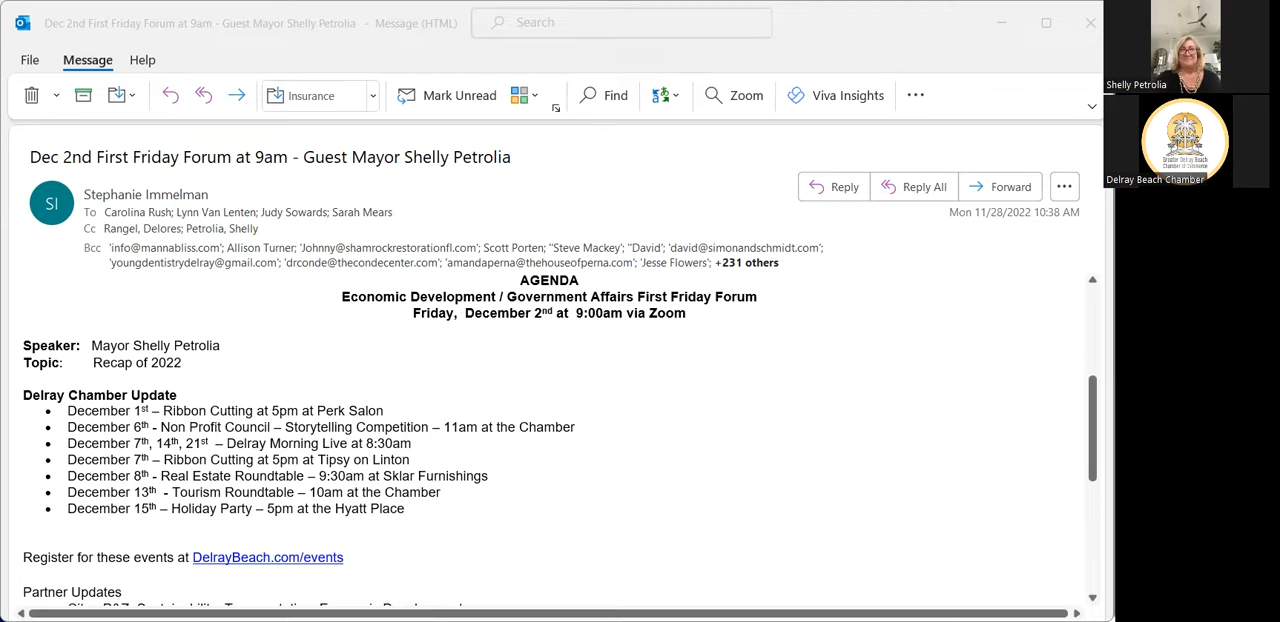 Dec 2nd First Friday Forum at 9am - Guest Mayor Shelly Petrolia - Message (HTML)
Search
File Message Help
Insurance
Mark Unread
Find
Zoom
Viva Insights
Dec 2nd First Friday Forum at 9am - Guest Mayor Shelly Petrolia
SI
Stephanie Immelman
To Carolina Rush; Lynn Van Lenten; Judy Sowards; Sarah Mears
Cc Rangel, Delores; Petrolia, Shelly
Bcc 'info@mannabliss.com'; Allison Turner; 'Johnny@shamrockrestorationfl.com'; Scott Porten; "Steve Mackey'; "David'; 'david@simonandschmidt.com';
'youngdentistrydelray@gmail.com'; 'drconde@thecondecenter.com'; 'amandaperna@thehouseofperna.com'; 'Jesse Flowers'; +231 others
Reply Reply All Forward
Mon 11/28/2022 10:38 AM
AGENDA
Economic Development / Government Affairs First Friday Forum
Friday, December 2nd at 9:00am via Zoom
Speaker: Mayor Shelly Petrolia
Topic: Recap of 2022
Delray Chamber Update
• December 1st – Ribbon Cutting at 5pm at Perk Salon
• December 6th - Non Profit Council – Storytelling Competition – 11am at the Chamber
• December 7th, 14th, 21st – Delray Morning Live at 8:30am
• December 7th – Ribbon Cutting at 5pm at Tipsy on Linton
• December 8th - Real Estate Roundtable – 9:30am at Sklar Furnishings
• December 13th - Tourism Roundtable – 10am at the Chamber
• December 15th – Holiday Party – 5pm at the Hyatt Place
Register for these events at DelrayBeach.com/events
Partner Updates
Shelly Petrolia
Greater Delray Beach
Chamber of Commerce
Delray Beach Chamber